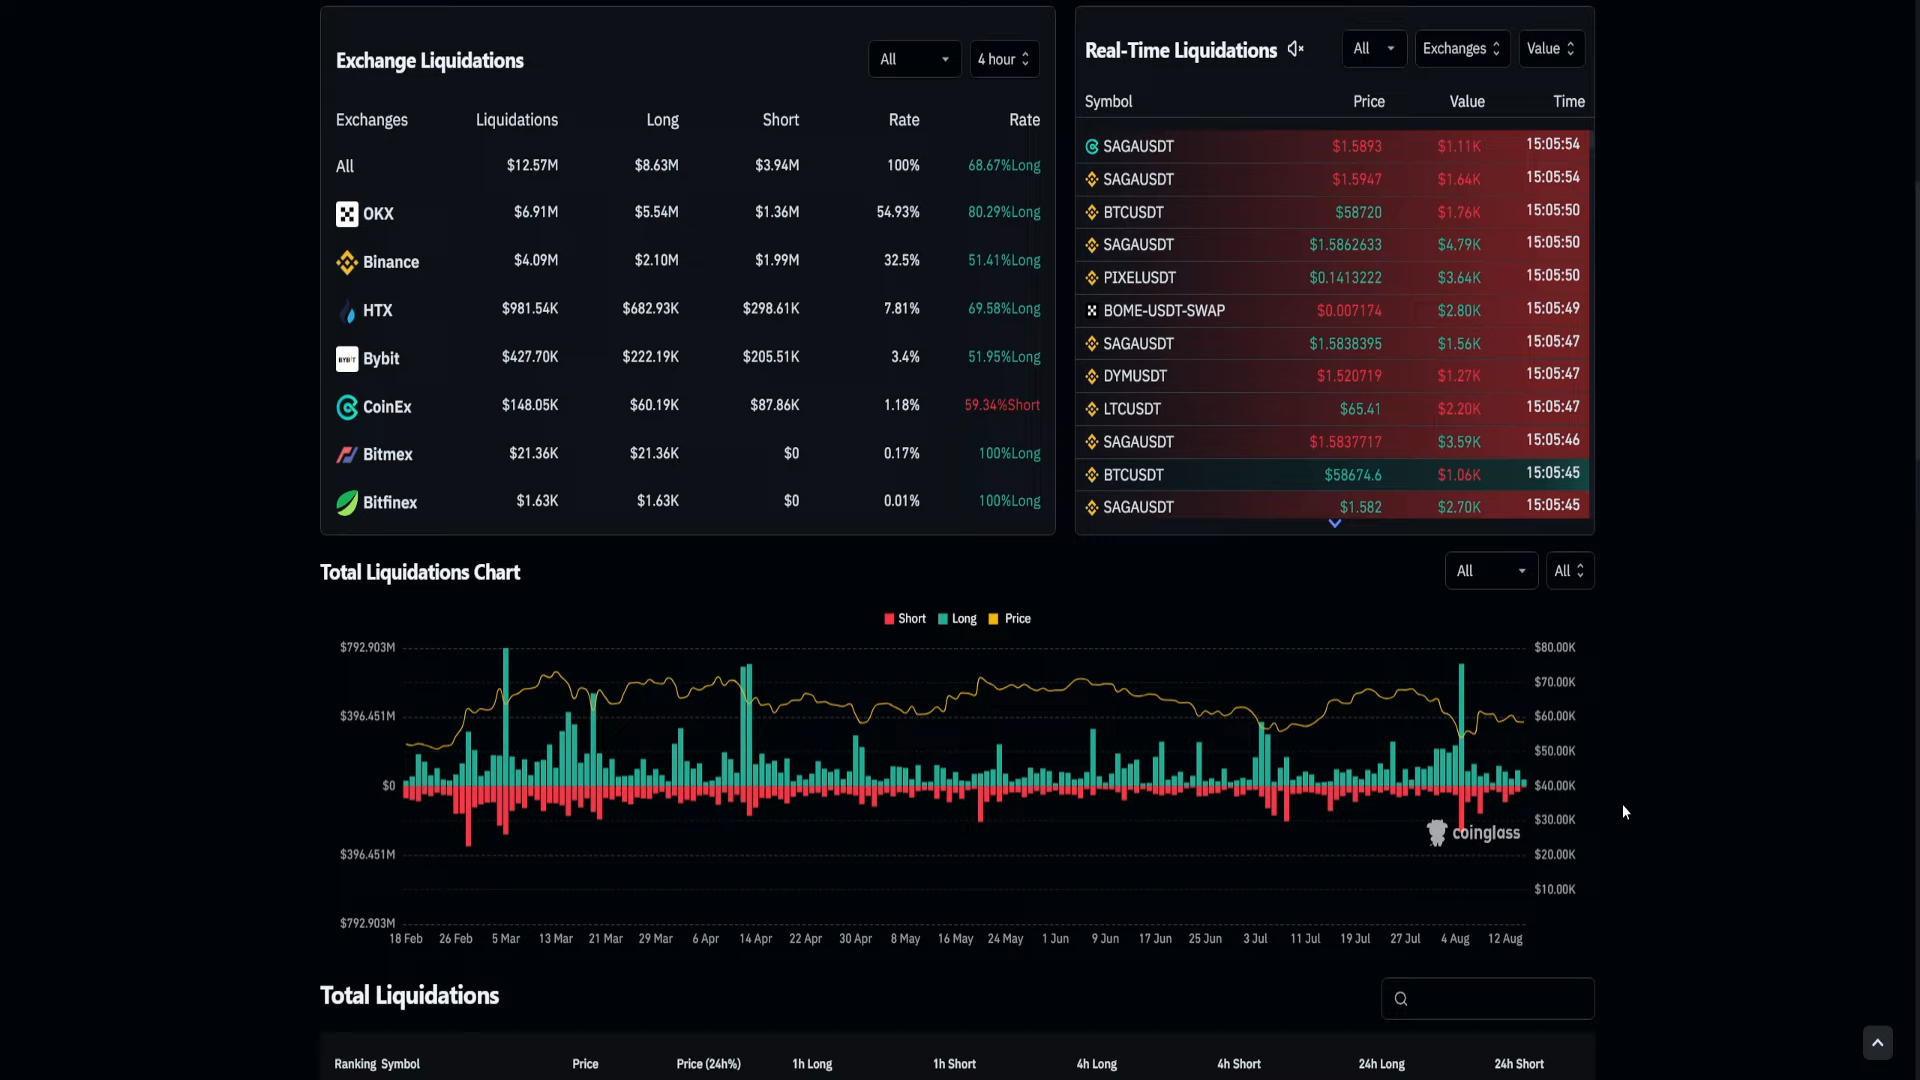 Exchange Liquidations
All
4 hour
Exchanges Liquidations Long Short Rate Rate
All $12.57M $8.63M $3.94M 100% 68.67%Long
OKX $6.91M $5.54M $1.36M 54.93% 80.29%Long
Binance $4.09M $2.10M $1.99M 32.5% 51.41%Long
HTX $981.54K $682.93K $298.61K 7.81% 69.58%Long
BYBIT Bybit $427.70K $222.19K $205.51K 3.4% 51.95%Long
CoinEx $148.05K $60.19K $87.86K 1.18% 59.34%Short
Bitmex $21.36K $21.36K $0 0.17% 100%Long
Bitfinex $1.63K $1.63K $0 0.01% 100%Long
Real-Time Liquidations
All
Exchanges
Value
Symbol Price Value Time
SAGAUSDT $1.5893 $1.11K 15:05:54
SAGAUSDT $1.5947 $1.64K 15:05:54
BTCUSDT $58720 $1.76K 15:05:50
SAGAUSDT $1.5862633 $4.79K 15:05:50
PIXELUSDT $0.1413222 $3.64K 15:05:50
BOME-USDT-SWAP $0.007174 $2.80K 15:05:49
SAGAUSDT $1.5838395 $1.56K 15:05:47
DYMUSDT $1.520719 $1.27K 15:05:47
LTCUSDT $65.41 $2.20K 15:05:47
SAGAUSDT $1.5837717 $3.59K 15:05:46
BTCUSDT $58674.6 $1.06K 15:05:45
SAGAUSDT $1.582 $2.70K 15:05:45
Total Liquidations Chart
All
All
Short Long Price
$792.903M $80.00K
$70.00K
$396.451M $60.00K
$50.00K
$0 $40.00K
$30.00K
coinglass
$396.451M $20.00K
$10.00K
$792.903M
18 Feb 26 Feb 5 Mar 13 Mar 21 Mar 29 Mar 6 Apr 14 Apr 22 Apr 30 Apr 8 May 16 May 24 May 1 Jun 9 Jun 17 Jun 25 Jun 3 Jul 11 Jul 19 Jul 27 Jul 4 Aug 12 Aug
Total Liquidations
Ranking Symbol Price Price (24h%) 1h Long 1h Short 4h Long 4h Short 24h Long 24h Short